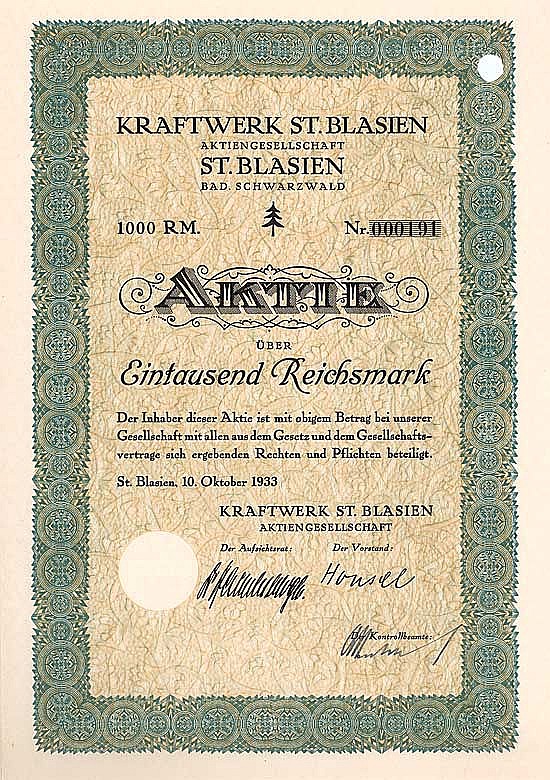 KRAFTWERK ST. BLASIEN
AKTIENGESELLSCHAFT
ST. BLASIEN
BAD. SCHWARZWALD
1000 RM. Nr. 000191
AKTIE
ÜBER
Eintausend Reichsmark
Der Inhaber dieser Aktie ist mit obigem Betrag bei unserer
Gesellschaft mit allen aus dem Gesetz und dem Gesellschafts-
vertrage sich ergebenden Rechten und Pflichten beteiligt.
St. Blasien, 10. Oktober 1933
KRAFTWERK ST. BLASIEN
AKTIENGESELLSCHAFT
Der Aufsichtsrat: Der Vorstand:
Honsel
Der Kontrollbeamte: